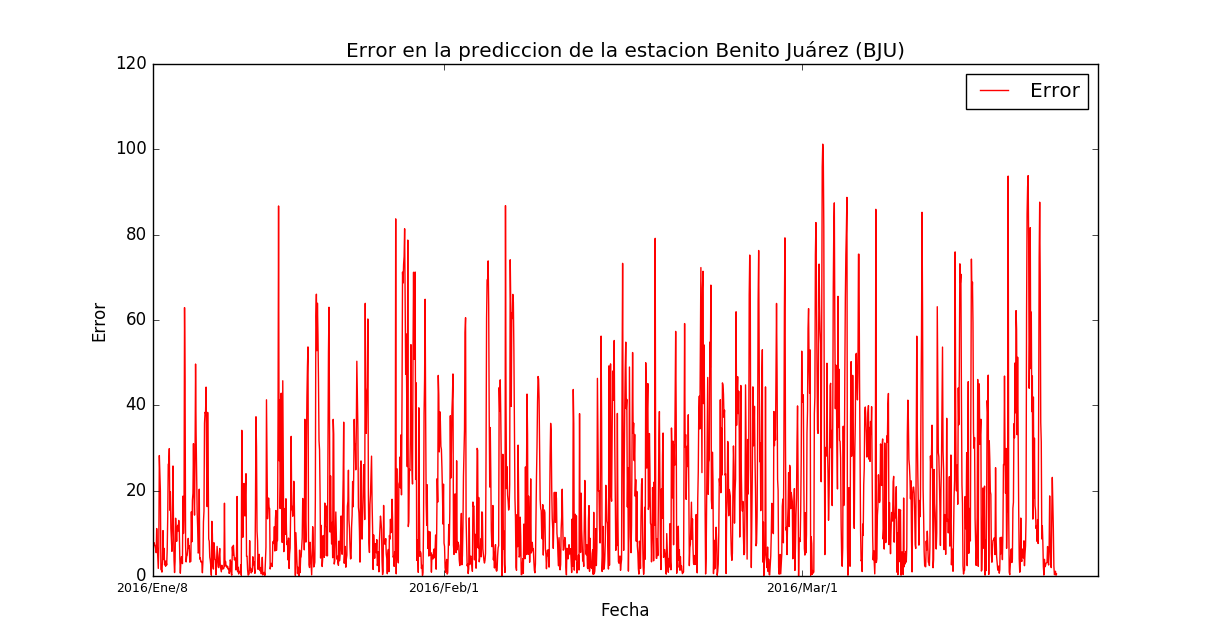 Error en la prediccion de la estacion Benito Juárez (BJU)
120
Error
100
80
60
40
20
0
Error
2016/Ene/8
2016/Feb/1
2016/Mar/1
Fecha